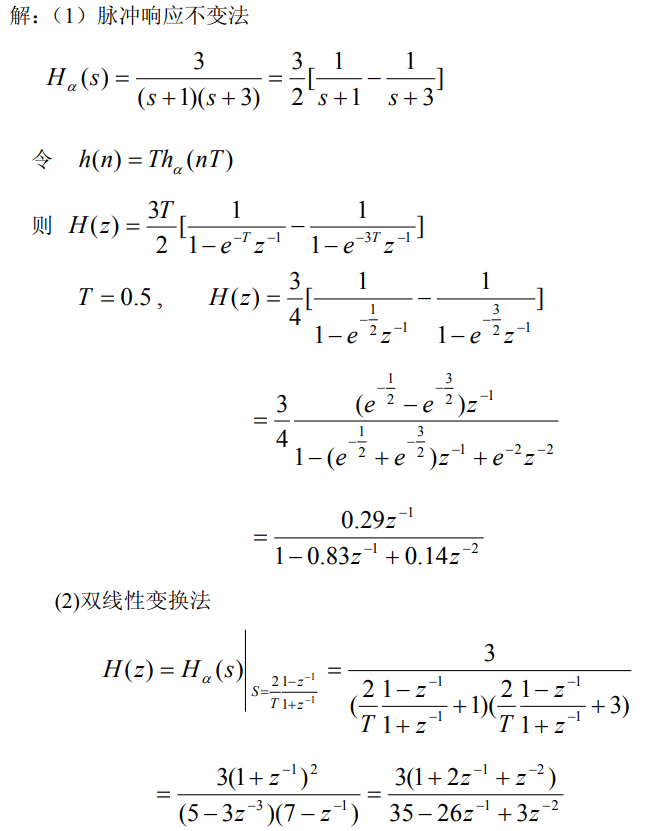 解：（1）脉冲响应不变法
H_α(s) = \frac{3}{(s+1)(s+3)} = \frac{3}{2}[\frac{1}{s+1} - \frac{1}{s+3}]
令 h(n) = Th_α(nT)
则 H(z) = \frac{3T}{2}[\frac{1}{1-e^{-T}z^{-1}} - \frac{1}{1-e^{-3T}z^{-1}}]
T = 0.5 , H(z) = \frac{3}{4}[\frac{1}{1-e^{-\frac{1}{2}}z^{-1}} - \frac{1}{1-e^{-\frac{3}{2}}z^{-1}}]
= \frac{3}{4} \frac{(e^{-\frac{1}{2}} - e^{-\frac{3}{2}})z^{-1}}{1-(e^{-\frac{1}{2}} + e^{-\frac{3}{2}})z^{-1} + e^{-2}z^{-2}}
= \frac{0.29z^{-1}}{1-0.83z^{-1} + 0.14z^{-2}}
(2)双线性变换法
H(z) = H_α(s)|_{S=\frac{2}{T}\frac{1-z^{-1}}{1+z^{-1}}} = \frac{3}{(\frac{2}{T}\frac{1-z^{-1}}{1+z^{-1}}+1)(\frac{2}{T}\frac{1-z^{-1}}{1+z^{-1}}+3)}
= \frac{3(1+z^{-1})^2}{(5-3z^{-3})(7-z^{-1})} = \frac{3(1+2z^{-1}+z^{-2})}{35-26z^{-1}+3z^{-2}}